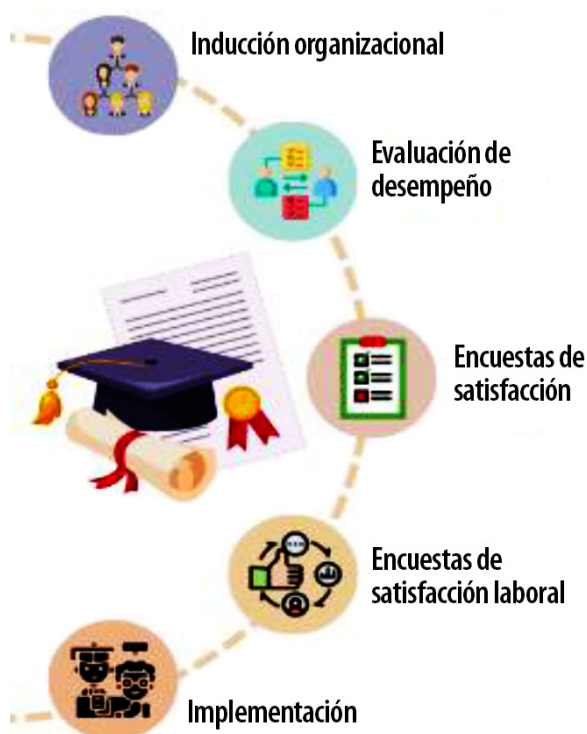 Inducción organizacional
Evaluación de
desempeño
Encuestas de
satisfacción
Encuestas de
satisfacción laboral
Implementación